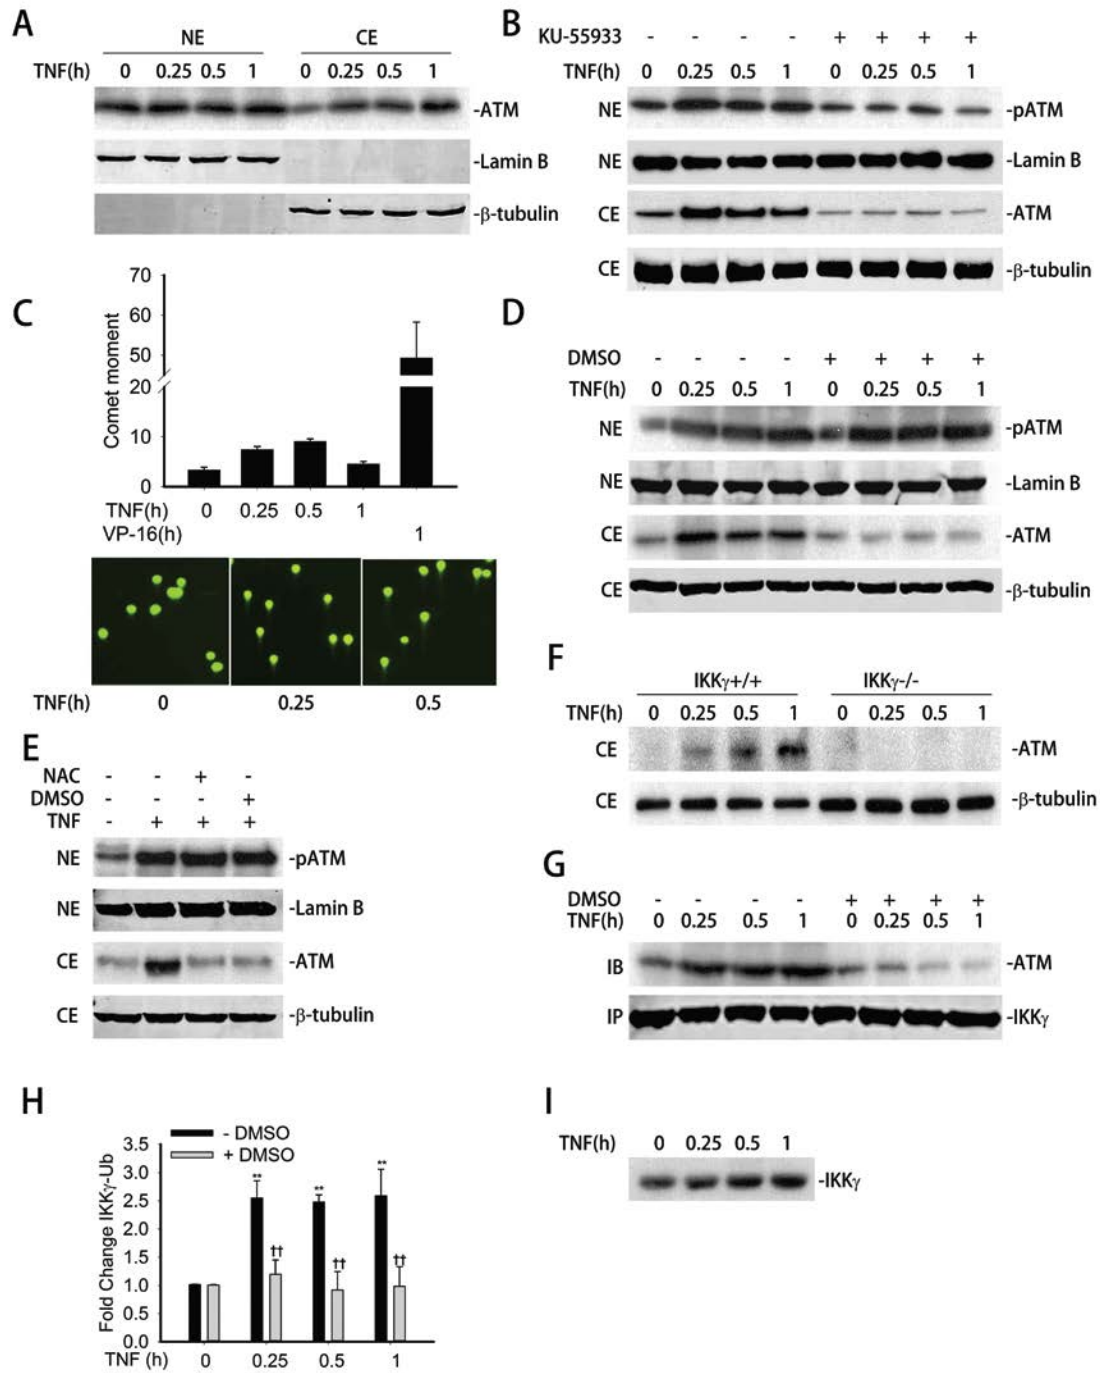 A
NE CE
TNF(h) 0 0.25 0.5 1 0 0.25 0.5 1
-ATM
-Lamin B
-β-tubulin
B
KU-55933 - - - - + + + +
TNF(h) 0 0.25 0.5 1 0 0.25 0.5 1
NE -pATM
NE -Lamin B
CE -ATM
CE -β-tubulin
C
Comet moment
70
60
50
20
10
0
TNF(h) 0 0.25 0.5 1
VP-16(h) 1
TNF(h) 0 0.25 0.5
D
DMSO - - - - + + + +
TNF(h) 0 0.25 0.5 1 0 0.25 0.5 1
NE -pATM
NE -Lamin B
CE -ATM
CE -β-tubulin
E
NAC - - + -
DMSO - - - +
TNF - + + +
NE -pATM
NE -Lamin B
CE -ATM
CE -β-tubulin
F
IKKγ+/+ IKKγ-/-
TNF(h) 0 0.25 0.5 1 0 0.25 0.5 1
CE -ATM
CE -β-tubulin
G
DMSO - - - - + + + +
TNF(h) 0 0.25 0.5 1 0 0.25 0.5 1
IB -ATM
IP -IKKγ
H
- DMSO
+ DMSO
Fold Change IKKγ-Ub
3.5
3.0
2.5
2.0
1.5
1.0
0.5
0.0
** ** **
†† †† ††
TNF (h) 0 0.25 0.5 1
I
TNF(h) 0 0.25 0.5 1
-IKKγ